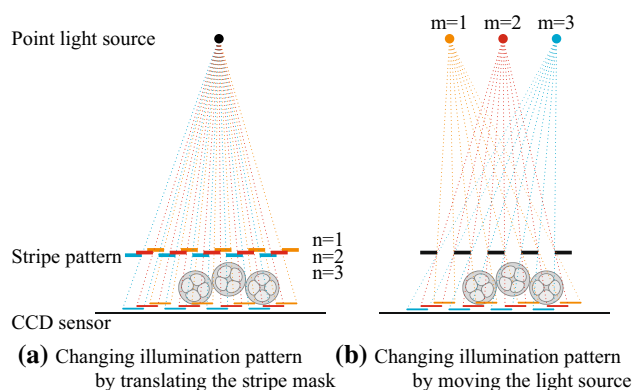 m=1 m=2 m=3
Point light source
n=1
Stripe pattern n=2
n=3
CCD sensor
(a) Changing illumination pattern
by translating the stripe mask
(b) Changing illumination pattern
by moving the light source